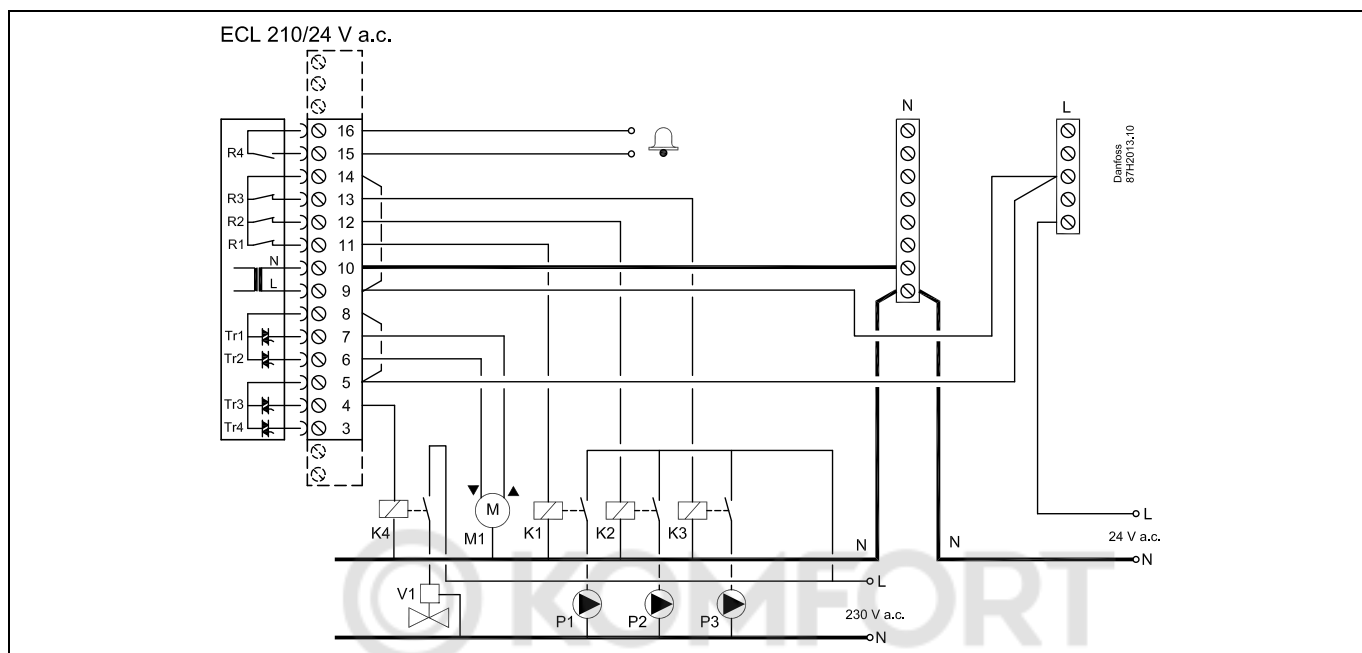 ECL 210/24 V a.c.
N
L
Danfoss
87H2013.10
16
R4
15
14
R3
13
R2
12
R1
11
N
10
L
9
8
Tr1
7
Tr2
6
5
Tr3
4
Tr4
3
K4
M
M1
K1
K2
K3
L
24 V a.c.
N
N
N
V1
L
P1
P2
P3
230 V a.c.
N
© KOMFORT